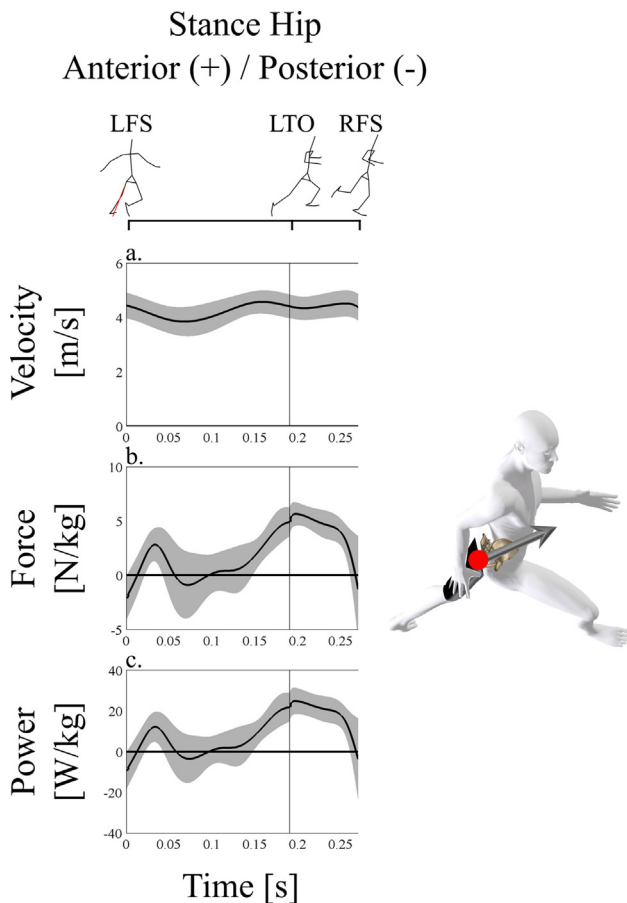 Stance Hip
Anterior (+) / Posterior (-)
LFS LTO RFS
a.
Velocity
[m/s]
6
4
2
0
0 0.05 0.1 0.15 0.2 0.25
b.
Force
[N/kg]
10
5
0
-5
0 0.05 0.1 0.15 0.2 0.25
c.
Power
[W/kg]
40
20
0
-20
-40
0 0.05 0.1 0.15 0.2 0.25
Time [s]